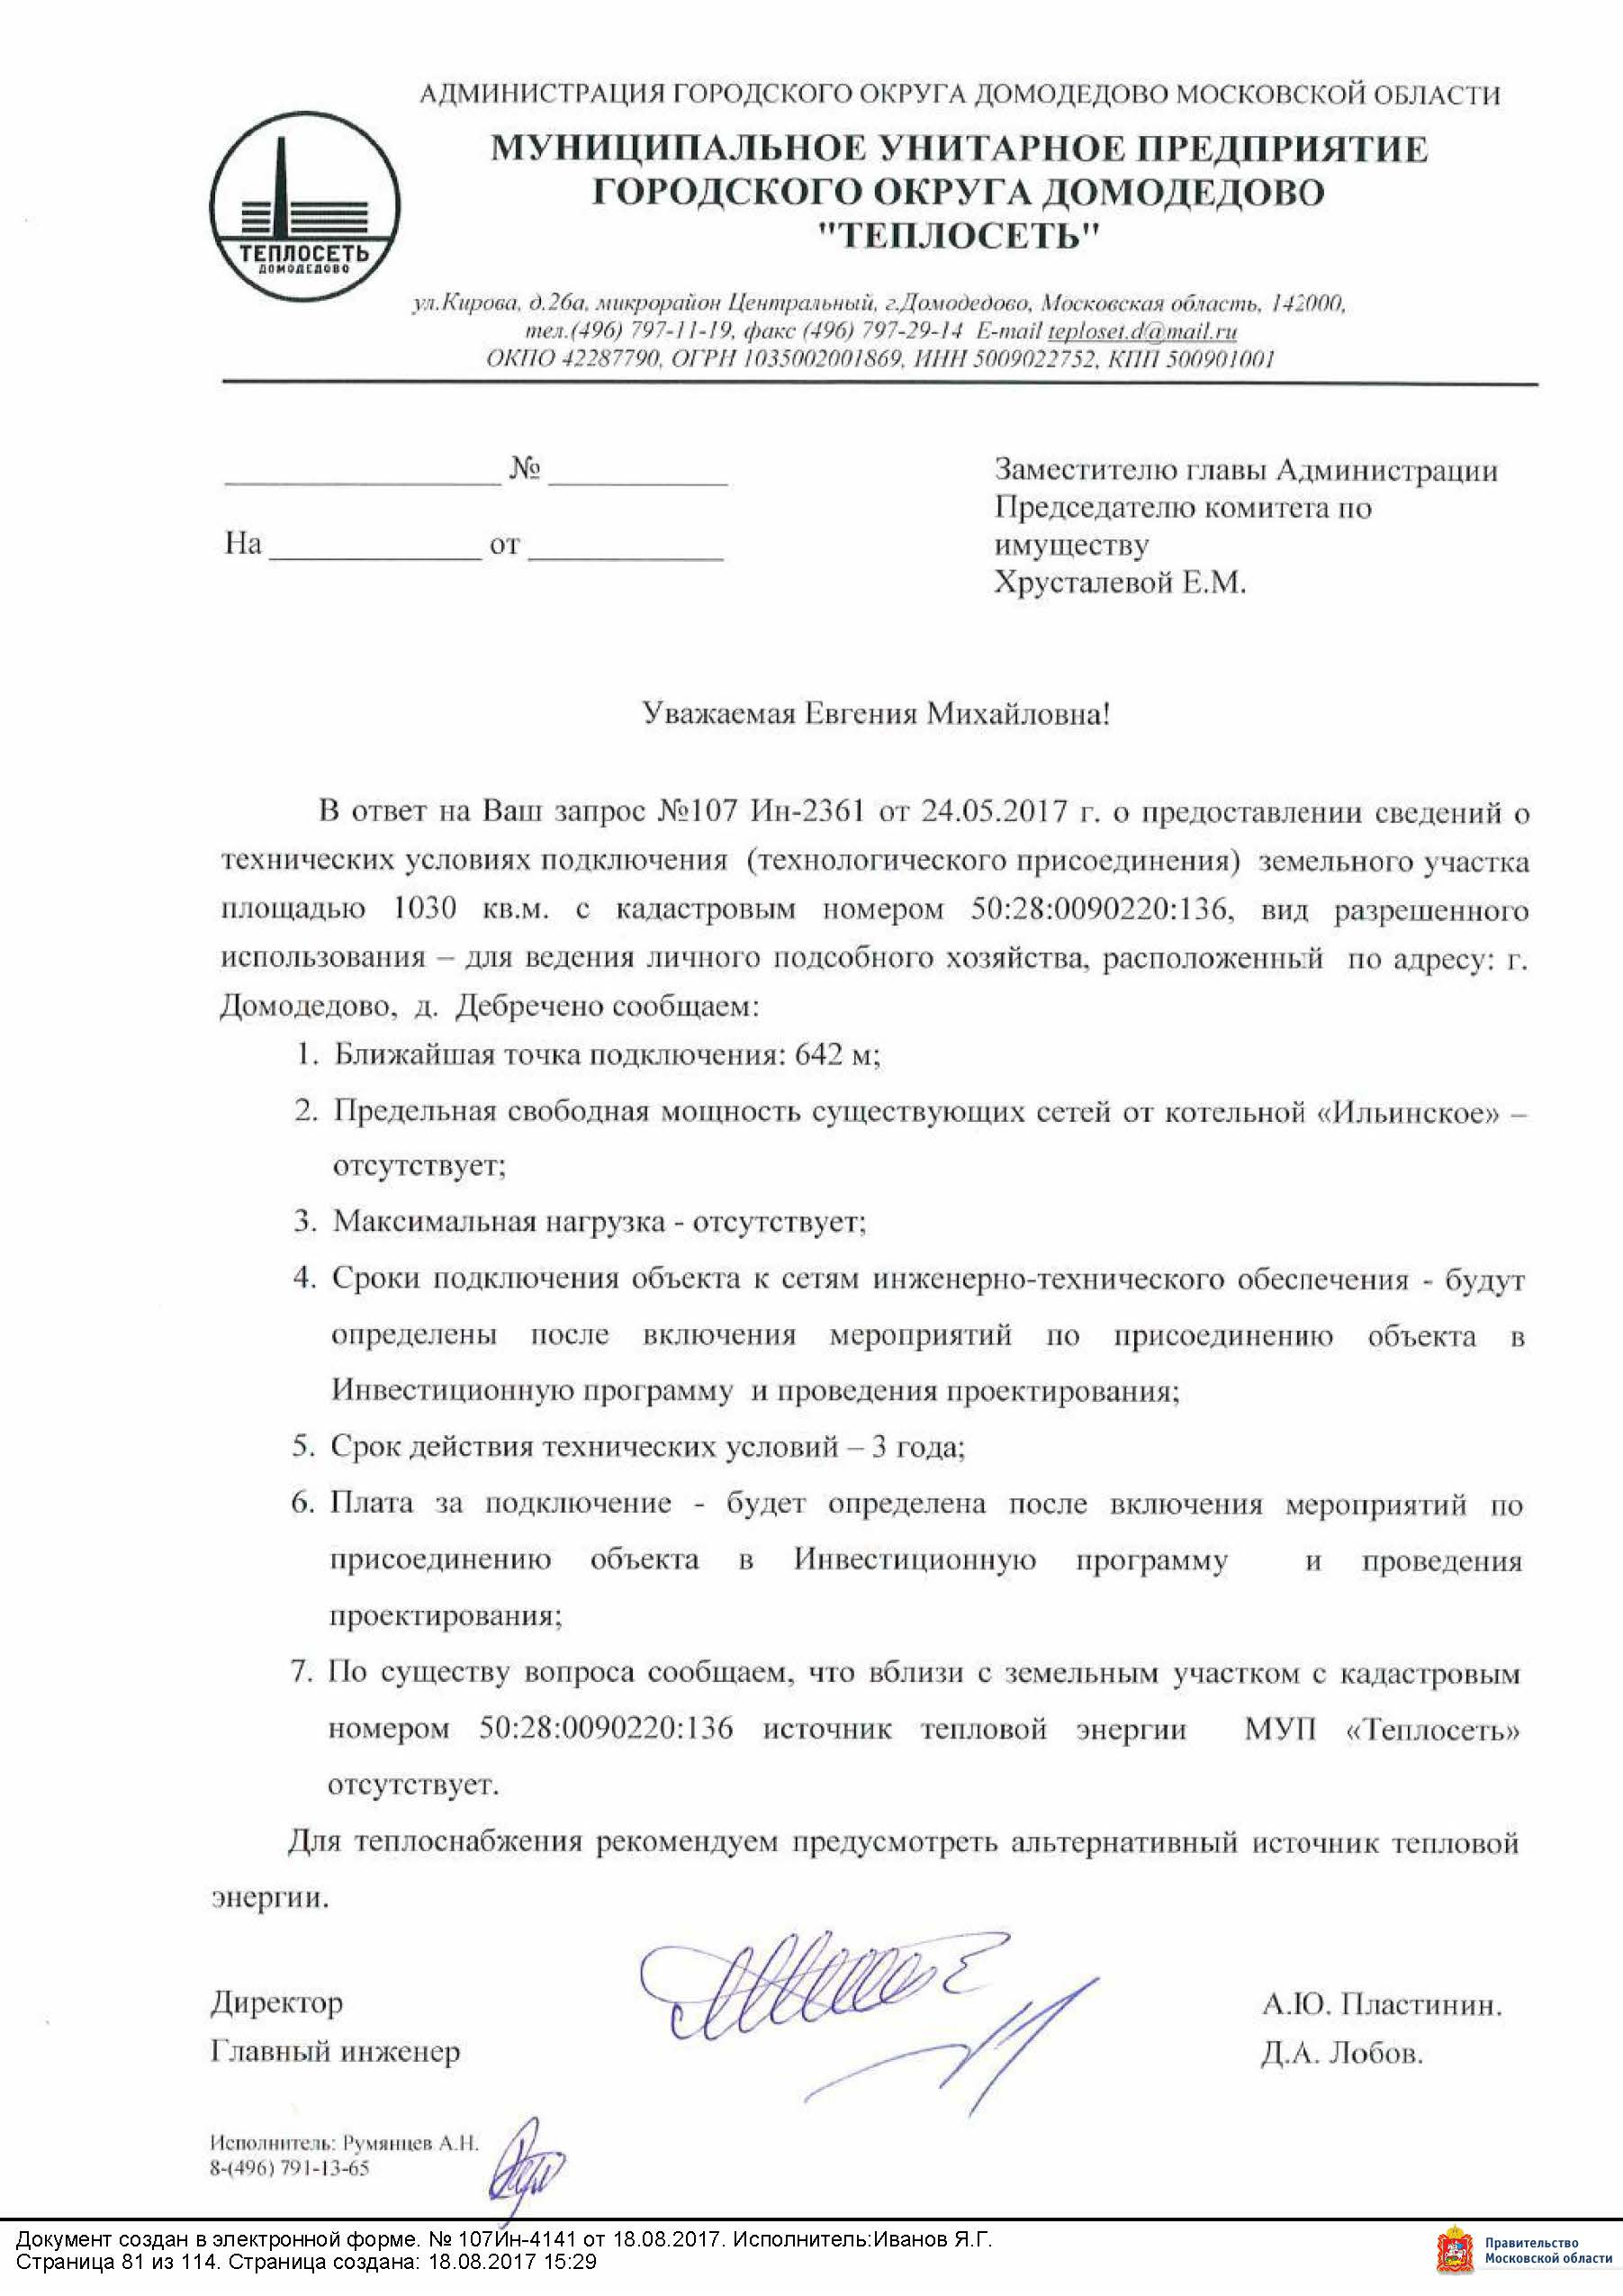 АДМИНИСТРАЦИЯ ГОРОДСКОГО ОКРУГА ДОМОДЕДОВО МОСКОВСКОЙ ОБЛАСТИ
МУНИЦИПАЛЬНОЕ УНИТАРНОЕ ПРЕДПРИЯТИЕ
ГОРОДСКОГО ОКРУГА ДОМОДЕДОВО
"ТЕПЛОСЕТЬ"
ТЕПЛОСЕТЬ
ДОМОДЕДОВО
ул.Кирова, д.26а, микрорайон Центральный, г.Домодедово, Московская область, 142000,
тел.(496) 797-11-19, факс (496) 797-29-14 E-mail teploset.d@mail.ru
ОКПО 42287790, ОГРН 1035002001869, ИНН 5009022752, КПП 500901001
____________ № ____________
На ____________ от ____________
Заместителю главы Администрации
Председателю комитета по
имуществу
Хрусталевой Е.М.
Уважаемая Евгения Михайловна!
В ответ на Ваш запрос №107 Ин-2361 от 24.05.2017 г. о предоставлении сведений о
технических условиях подключения (технологического присоединения) земельного участка
площадью 1030 кв.м. с кадастровым номером 50:28:0090220:136, вид разрешенного
использования – для ведения личного подсобного хозяйства, расположенный по адресу: г.
Домодедово, д. Дебречено сообщаем:
1. Ближайшая точка подключения: 642 м;
2. Предельная свободная мощность существующих сетей от котельной «Ильинское» –
отсутствует;
3. Максимальная нагрузка - отсутствует;
4. Сроки подключения объекта к сетям инженерно-технического обеспечения - будут
определены после включения мероприятий по присоединению объекта в
Инвестиционную программу и проведения проектирования;
5. Срок действия технических условий – 3 года;
6. Плата за подключение - будет определена после включения мероприятий по
присоединению объекта в Инвестиционную программу и проведения
проектирования;
7. По существу вопроса сообщаем, что вблизи с земельным участком с кадастровым
номером 50:28:0090220:136 источник тепловой энергии МУП «Теплосеть»
отсутствует.
Для теплоснабжения рекомендуем предусмотреть альтернативный источник тепловой
энергии.
Директор А.Ю. Пластинин.
Главный инженер Д.А. Лобов.
Исполнитель: Румянцев А.Н.
8-(496) 791-13-65
Документ создан в электронной форме. № 107Ин-4141 от 18.08.2017. Исполнитель:Иванов Я.Г.
Страница 81 из 114. Страница создана: 18.08.2017 15:29
Правительство
Московской области